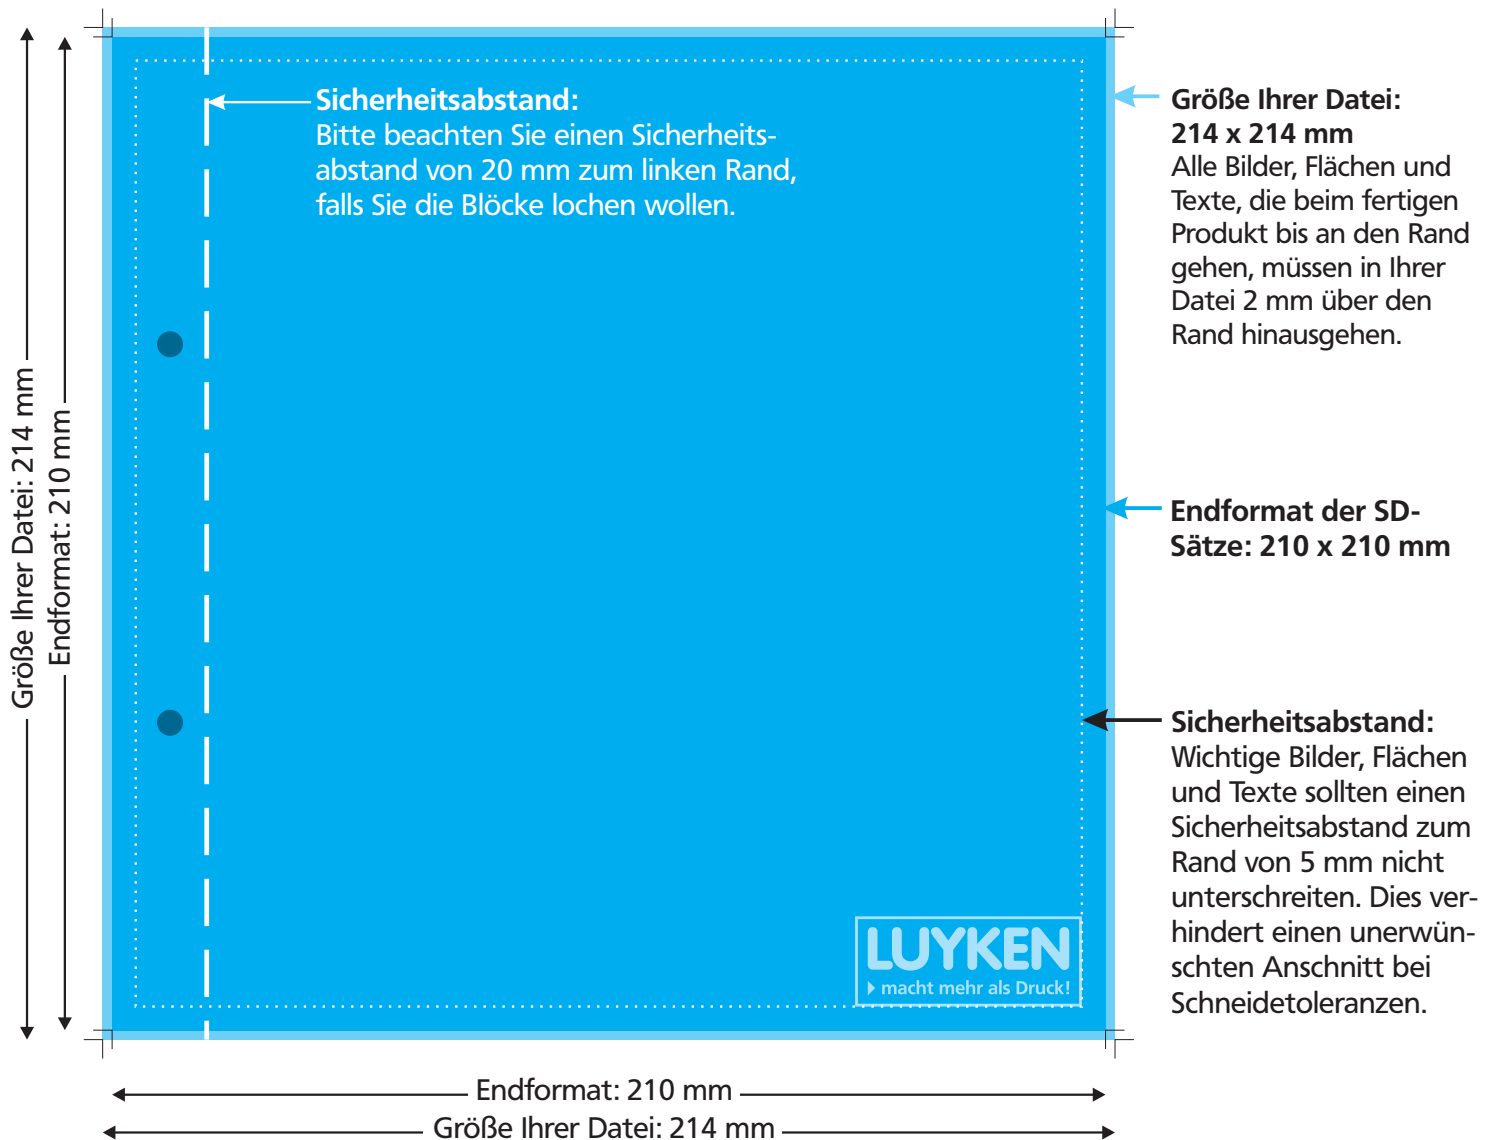 Sicherheitsabstand:
Bitte beachten Sie einen Sicherheits-
abstand von 20 mm zum linken Rand,
falls Sie die Blöcke lochen wollen.
Größe Ihrer Datei:
214 x 214 mm
Alle Bilder, Flächen und
Texte, die beim fertigen
Produkt bis an den Rand
gehen, müssen in Ihrer
Datei 2 mm über den
Rand hinausgehen.
Größe Ihrer Datei: 214 mm
Endformat: 210 mm
Endformat der SD-
Sätze: 210 x 210 mm
Sicherheitsabstand:
Wichtige Bilder, Flächen
und Texte sollten einen
Sicherheitsabstand zum
Rand von 5 mm nicht
unterschreiten. Dies ver-
hindert einen unerwün-
schten Anschnitt bei
Schneidetoleranzen.
LUYKEN
macht mehr als Druck!
Endformat: 210 mm
Größe Ihrer Datei: 214 mm